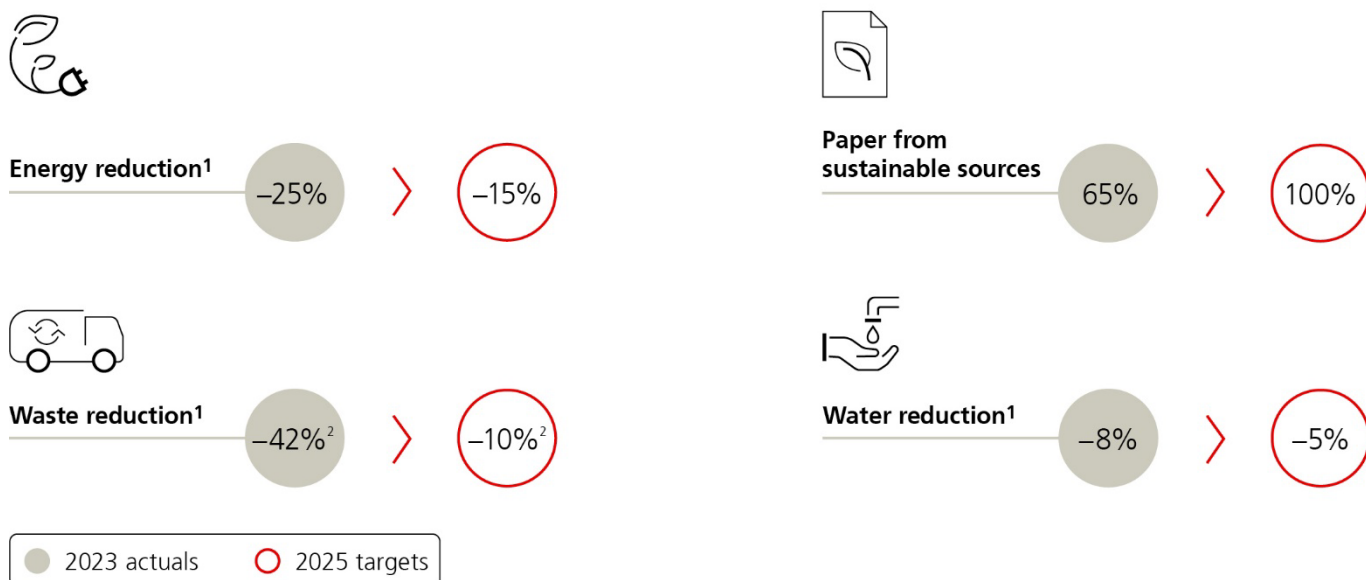 Energy reduction¹
–25%
–15%
Paper from
sustainable sources
65%
100%
Waste reduction¹
–42%²
–10%²
Water reduction¹
–8%
–5%
2023 actuals
2025 targets